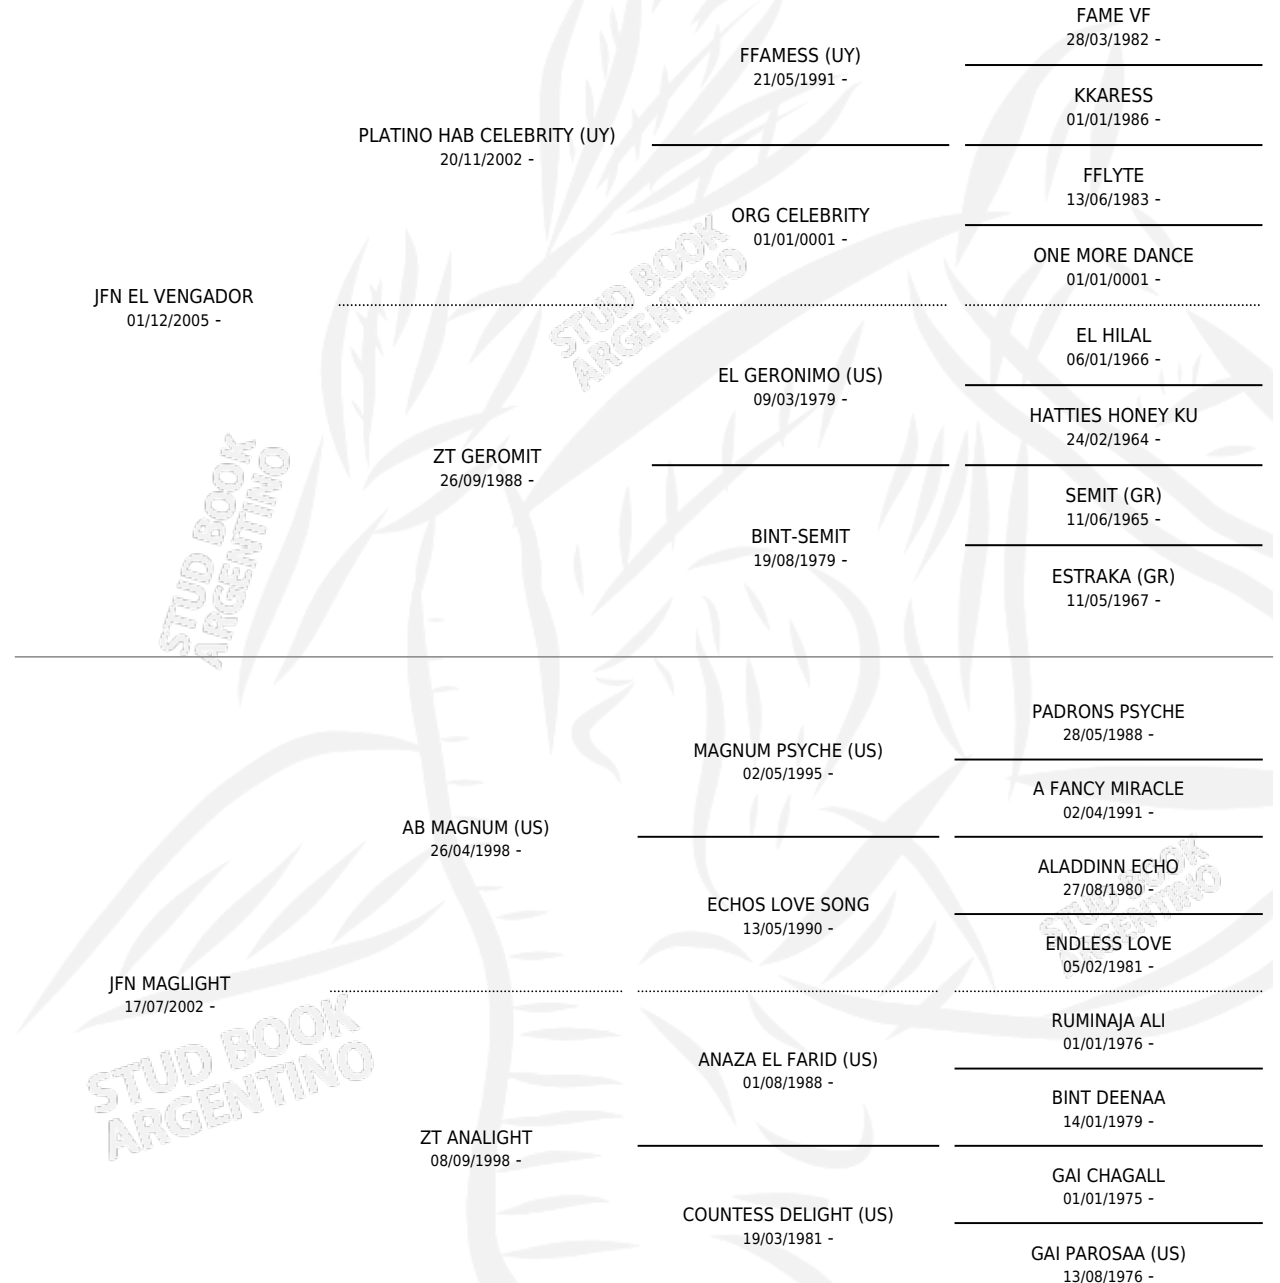 FAME VF
28/03/1982 -
FFAMESS (UY)
21/05/1991 -
KKARESS
01/01/1986 -
PLATINO HAB CELEBRITY (UY)
20/11/2002 -
FFLYTE
13/06/1983 -
ORG CELEBRITY
01/01/0001 -
ONE MORE DANCE
01/01/0001 -
JFN EL VENGADOR
01/12/2005 -
EL HILAL
06/01/1966 -
EL GERONIMO (US)
09/03/1979 -
HATTIES HONEY KU
24/02/1964 -
ZT GEROMIT
26/09/1988 -
SEMIT (GR)
11/06/1965 -
BINT-SEMIT
19/08/1979 -
ESTRAKA (GR)
11/05/1967 -
STUD BOOK
ARGENTINO
STUD BOOK
ARGENTINO
PADRONS PSYCHE
28/05/1988 -
MAGNUM PSYCHE (US)
02/05/1995 -
A FANCY MIRACLE
02/04/1991 -
AB MAGNUM (US)
26/04/1998 -
ALADDINN ECHO
27/08/1980 -
ECHOS LOVE SONG
13/05/1990 -
ENDLESS LOVE
05/02/1981 -
STUD BOOK
ARGENTINO
JFN MAGLIGHT
17/07/2002 -
RUMINAJA ALI
01/01/1976 -
ANAZA EL FARID (US)
01/08/1988 -
BINT DEENAA
14/01/1979 -
ZT ANALIGHT
08/09/1998 -
GAI CHAGALL
01/01/1975 -
COUNTESS DELIGHT (US)
19/03/1981 -
GAI PAROSAA (US)
13/08/1976 -
STUD BOOK
ARGENTINO